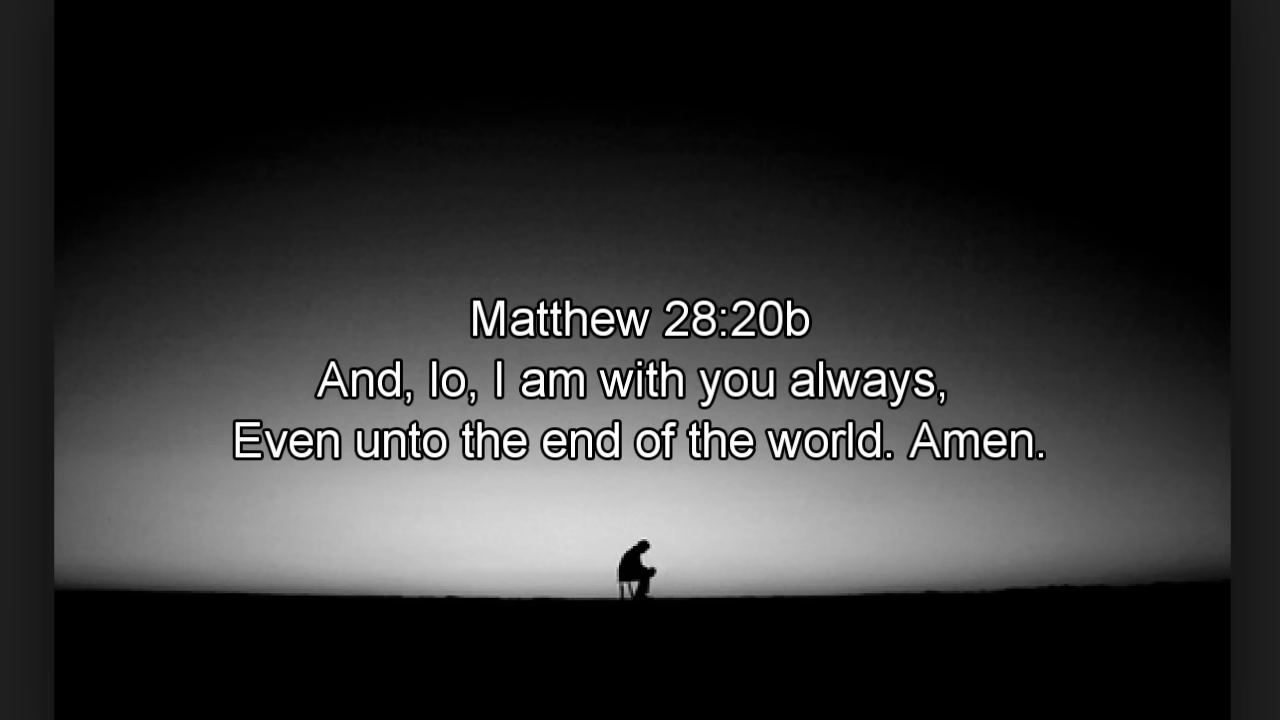 Matthew 28:20b
And, lo, I am with you always,
Even unto the end of the world. Amen.